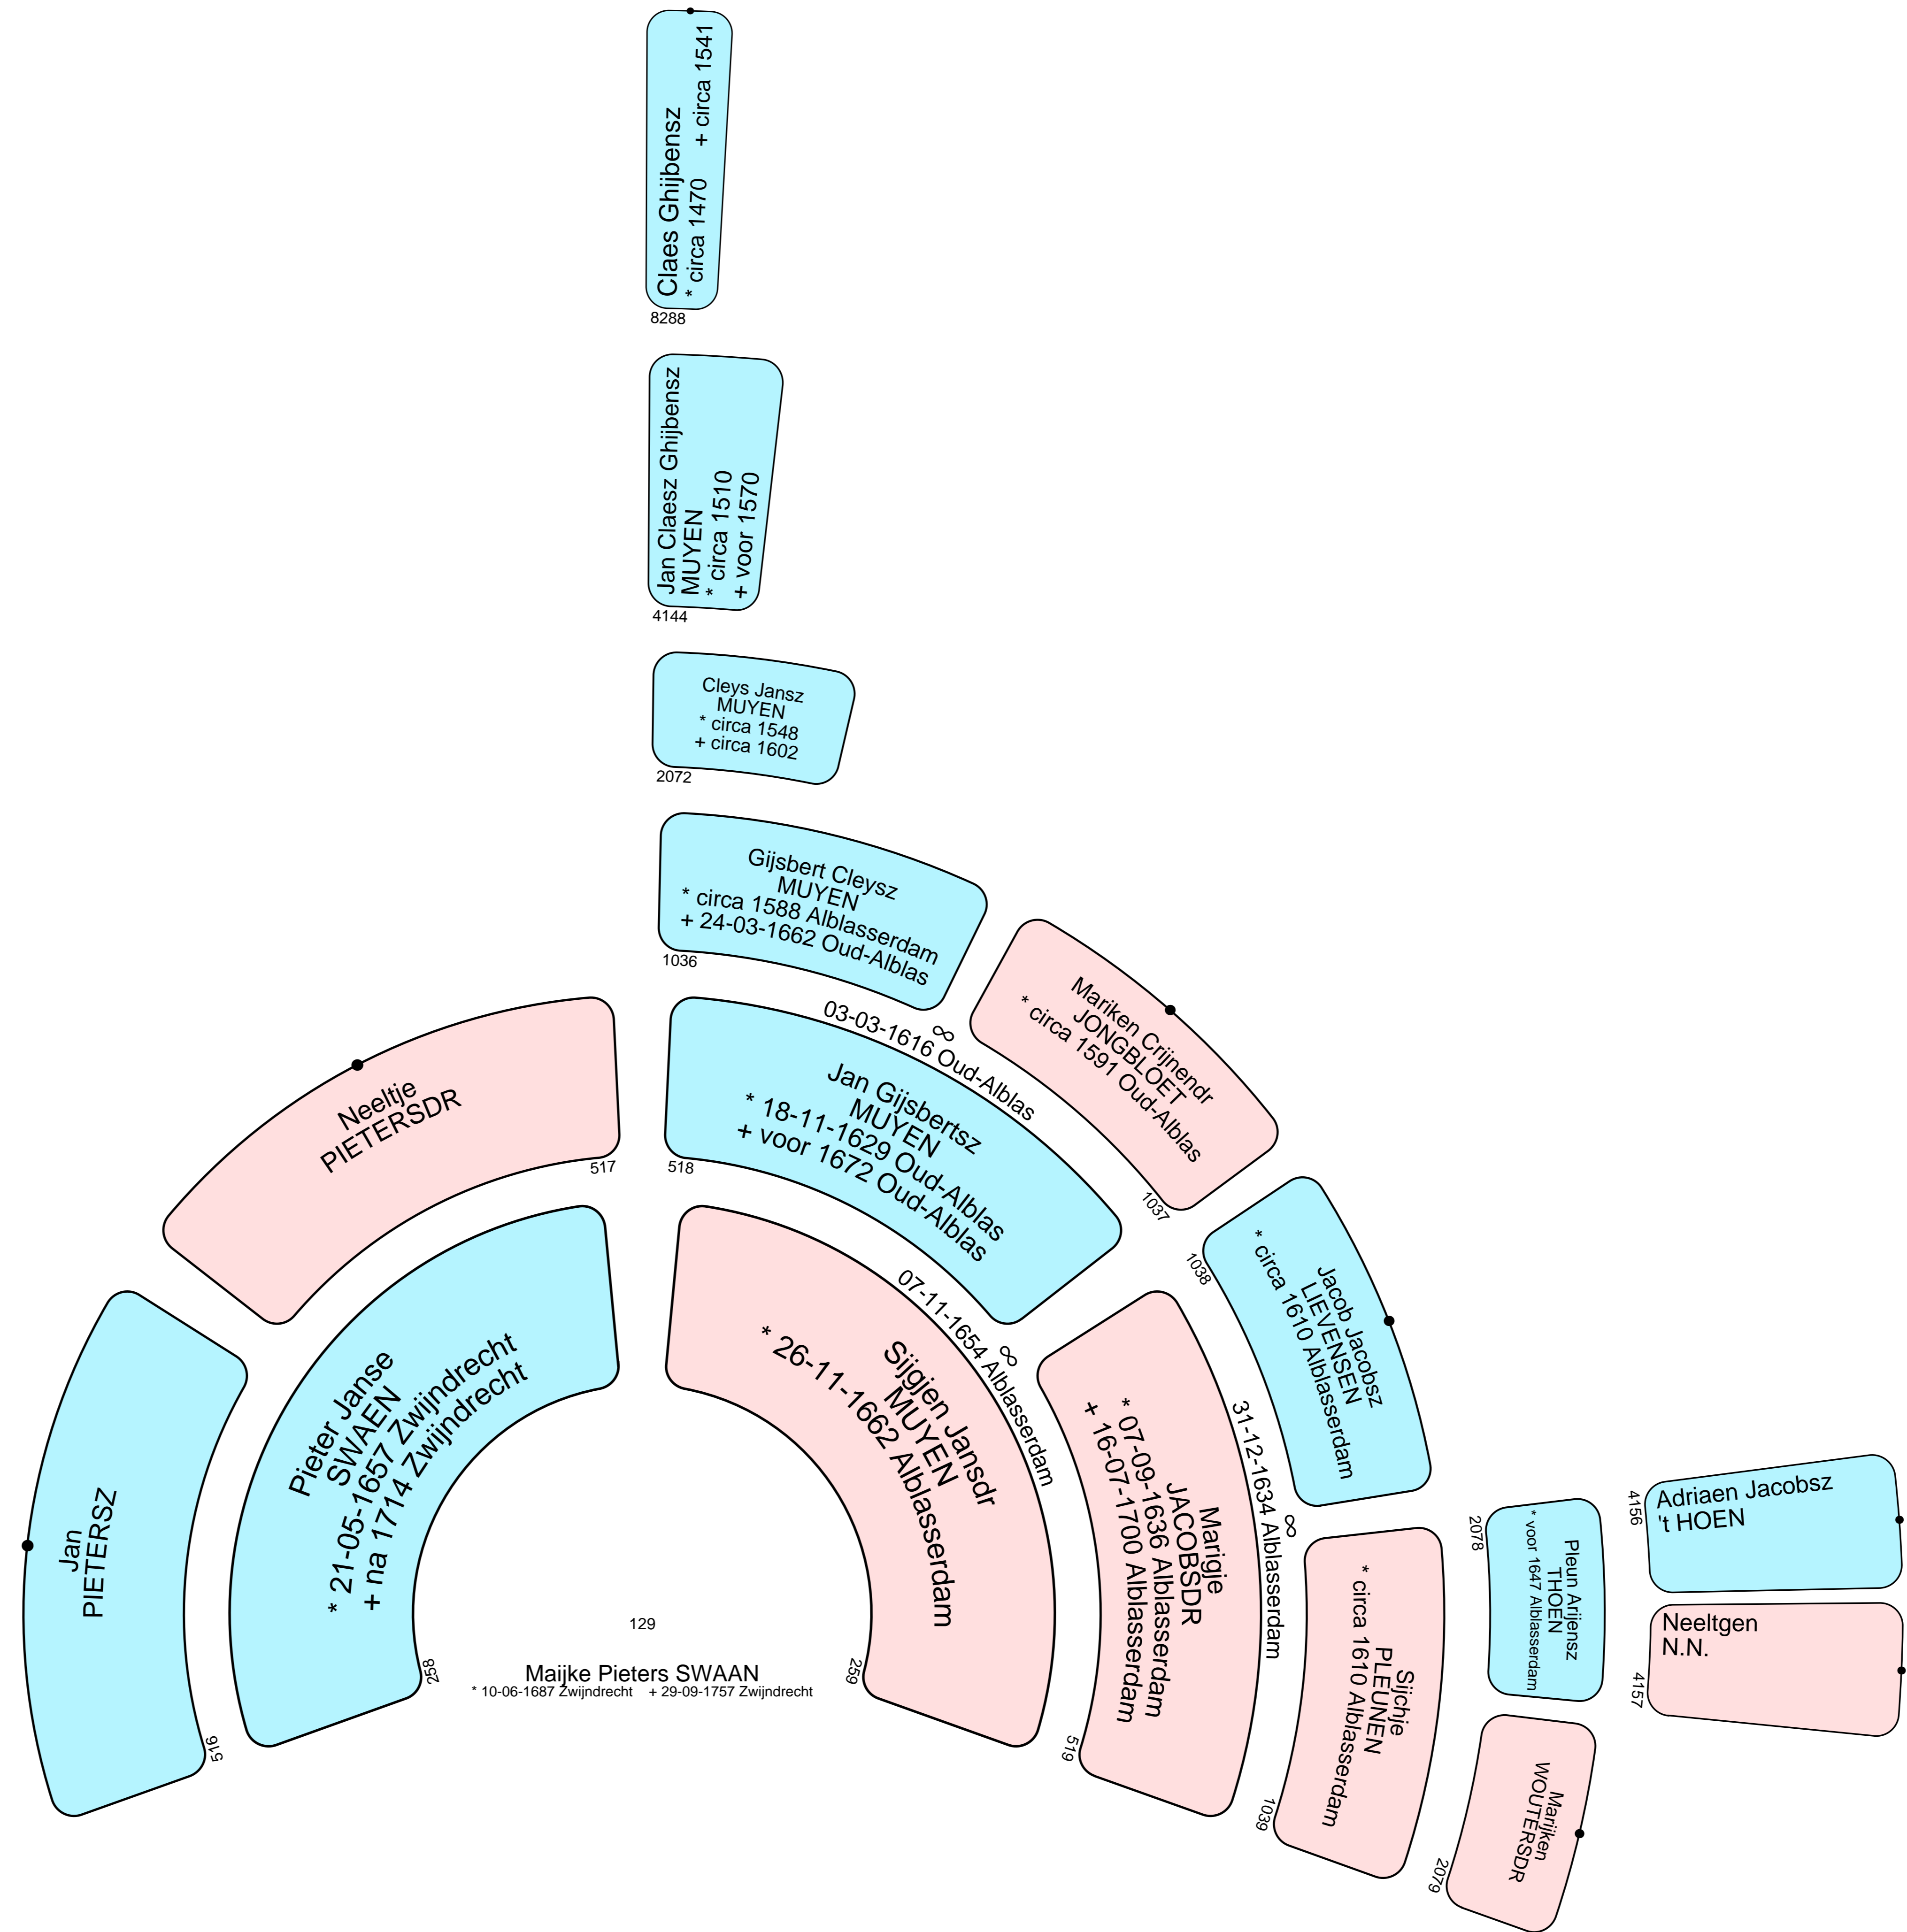 Claes Ghijbensz
* circa 1470 + circa 1541
8288
Jan Claesz Ghijbensz
MUYEN
* circa 1510
+ voor 1570
4144
Cleys Jansz
MUYEN
* circa 1548
+ circa 1602
2072
Gijsbert Cleysz
MUYEN
* circa 1588 Alblasserdam
+ 24-03-1662 Oud-Alblas
1036
∞
03-03-1616 Oud-Alblas
Mariken Crijnendr
JONGBLOET
* circa 1591 Oud-Alblas
1037
Neeltje
PIETERSDR
517
Jan Gijsbertsz
MUYEN
* 18-11-1629 Oud-Alblas
+ voor 1672 Oud-Alblas
518
Jacob Jacobsz
LIEVENSEN
* circa 1610 Alblasserdam
1038
∞
31-12-1634 Alblasserdam
∞
07-11-1654 Alblasserdam
Jan
PIETERSZ
516
Pieter Janse
SWAEN
* 21-05-1657 Zwijndrecht
+ na 1714 Zwijndrecht
258
Sijgjen Jansdr
MUYEN
* 26-11-1662 Alblasserdam
259
Marigje
JACOBSDR
* 07-09-1636 Alblasserdam
+ 16-07-1700 Alblasserdam
519
Sijchje
PLEUNEN
* circa 1610 Alblasserdam
1039
Pleun Arijensz
THOEN
* voor 1647 Alblasserdam
2078
Adriaen Jacobsz
't HOEN
4156
Neeltgen
N.N.
4157
Marijken
WOUTERSDR
2079
129
Maijke Pieters SWAAN
* 10-06-1687 Zwijndrecht + 29-09-1757 Zwijndrecht